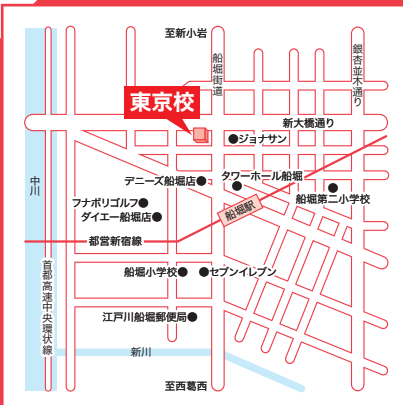 至新小岩
船堀街道
銀杏並木通り
東京校
新大橋通り
ジョナサン
中川
デニーズ船堀店
タワーホール船堀
船堀第二小学校
フナボリゴルフ
ダイエー船堀店
船堀駅
都営新宿線
首都高速中央環状線
船堀小学校
セブンイレブン
江戸川船堀郵便局
新川
至西葛西